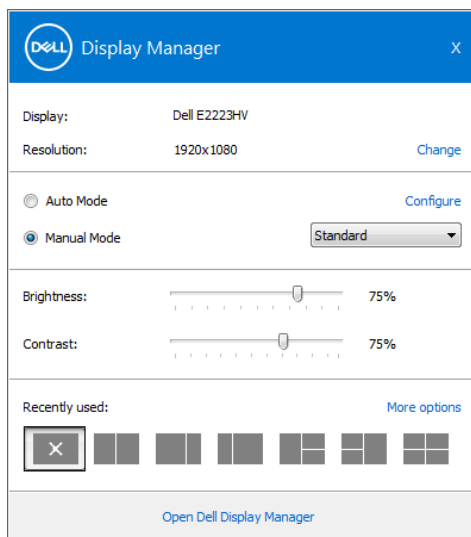 DELL Display Manager X
Display: Dell E2223HV
Resolution: 1920x1080 Change
Auto Mode Configure
Manual Mode Standard
Brightness: 75%
Contrast: 75%
Recently used: More options
Open Dell Display Manager